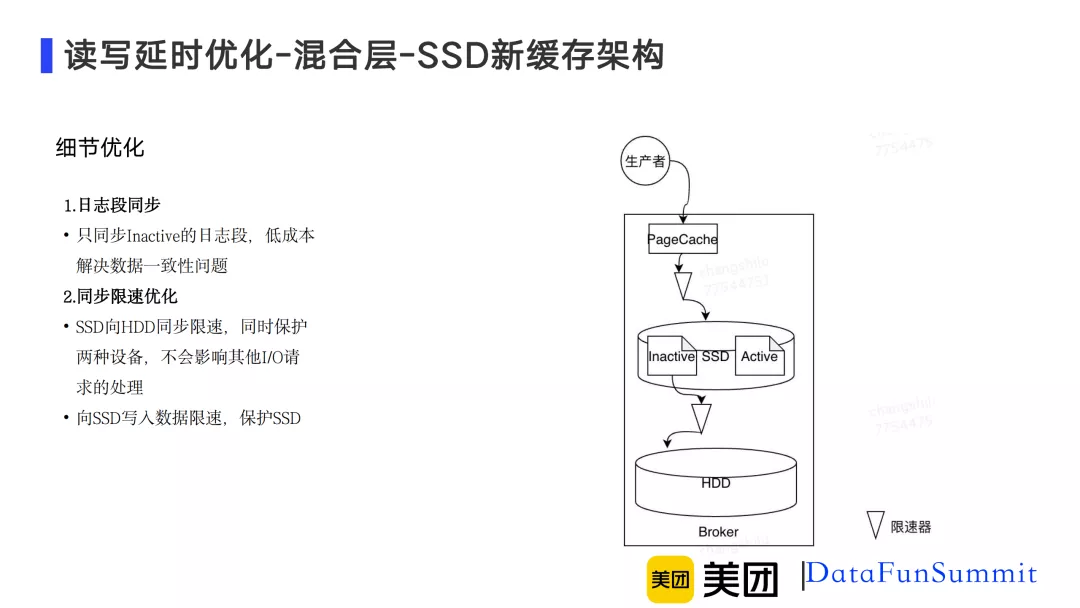 读写延时优化-混合层-SSD新缓存架构
细节优化
1.日志段同步
• 只同步Inactive的日志段，低成本
解决数据一致性问题
2.同步限速优化
• SSD向HDD同步限速，同时保护
两种设备，不会影响其他I/O请
求的处理
• 向SSD写入数据限速，保护SSD
生产者
PageCache
Inactive
SSD
Active
HDD
Broker
限速器
美团
美团
DataFunSummit